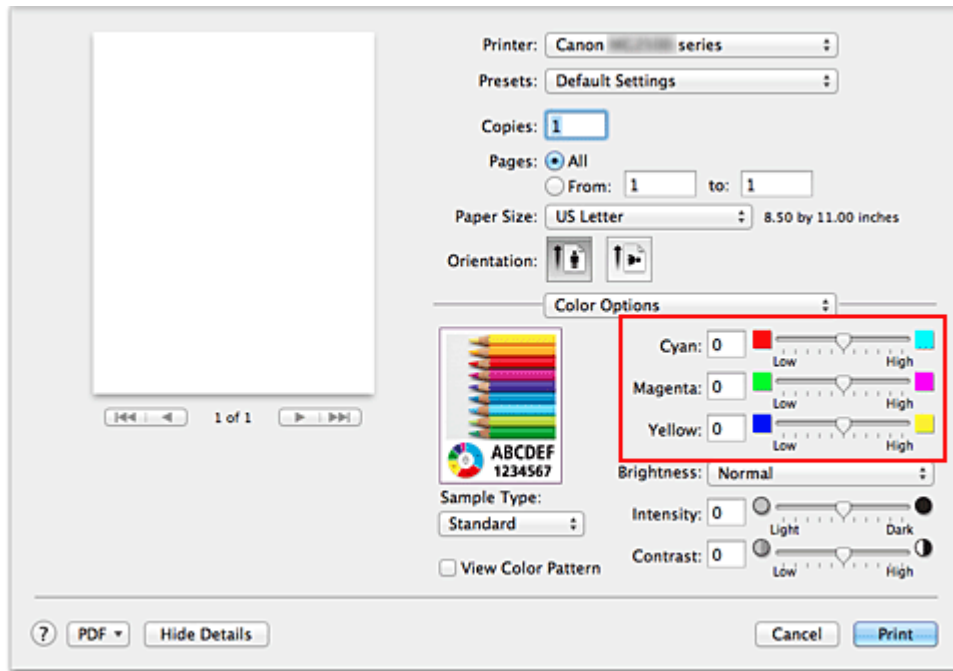 Printer: Canon series
Presets: Default Settings
Copies: 1
Pages: All
From: 1 to: 1
Paper Size: US Letter 8.50 by 11.00 inches
Orientation:
Color Options
Cyan: 0
Low High
Magenta: 0
Low High
Yellow: 0
Low High
1 of 1
ABCDEF
1234567
Brightness: Normal
Sample Type:
Standard
Intensity: 0
Light Dark
View Color Pattern
Contrast: 0
Low High
? PDF Hide Details Cancel Print